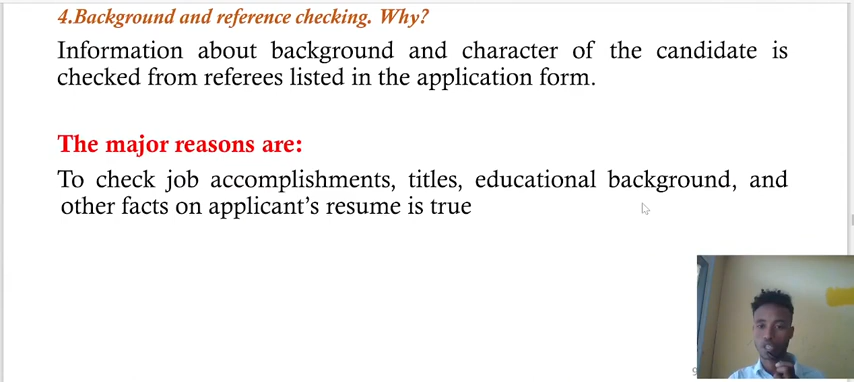 4.Background and reference checking. Why?
Information about background and character of the candidate is
checked from referees listed in the application form.
The major reasons are:
To check job accomplishments, titles, educational background, and
other facts on applicant’s resume is true
9